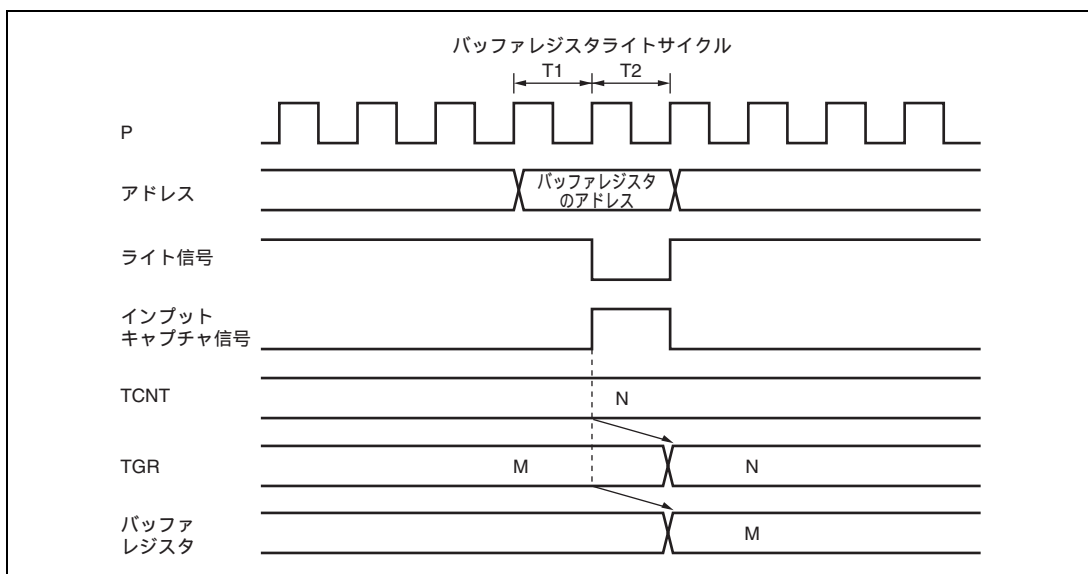 バッファレジスタライトサイクル
T1 T2
P
アドレス
バッファレジスタ
のアドレス
ライト信号
インプット
キャプチャ信号
TCNT
N
TGR
M N
バッファ
レジスタ
M